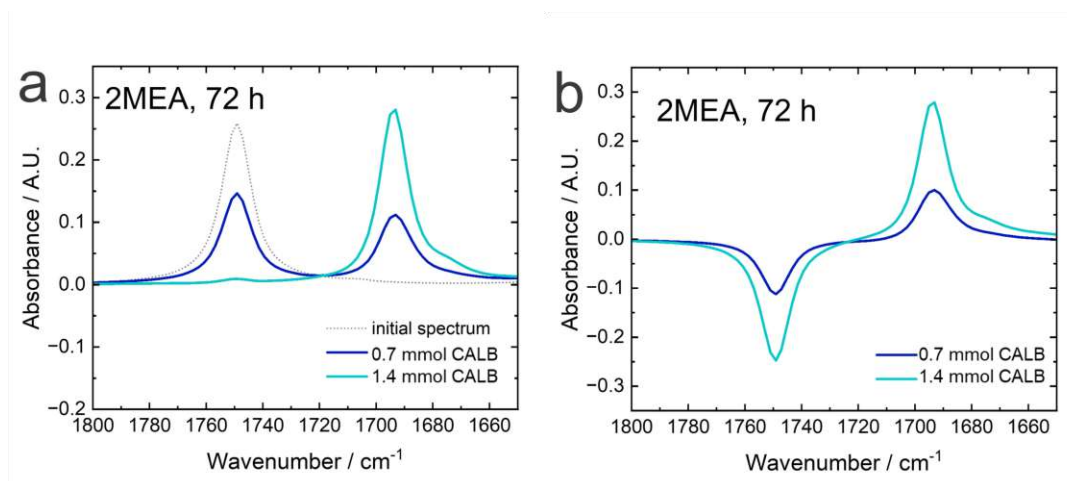 a
2MEA, 72 h
0.3
0.2
0.1
0.0
−0.1
−0.2
Absorbance / A.U.
initial spectrum
0.7 mmol CALB
1.4 mmol CALB
1800 1780 1760 1740 1720 1700 1680 1660
Wavenumber / cm⁻¹
b
2MEA, 72 h
0.3
0.2
0.1
0.0
−0.1
−0.2
−0.3
Absorbance / A.U.
0.7 mmol CALB
1.4 mmol CALB
1800 1780 1760 1740 1720 1700 1680 1660
Wavenumber / cm⁻¹